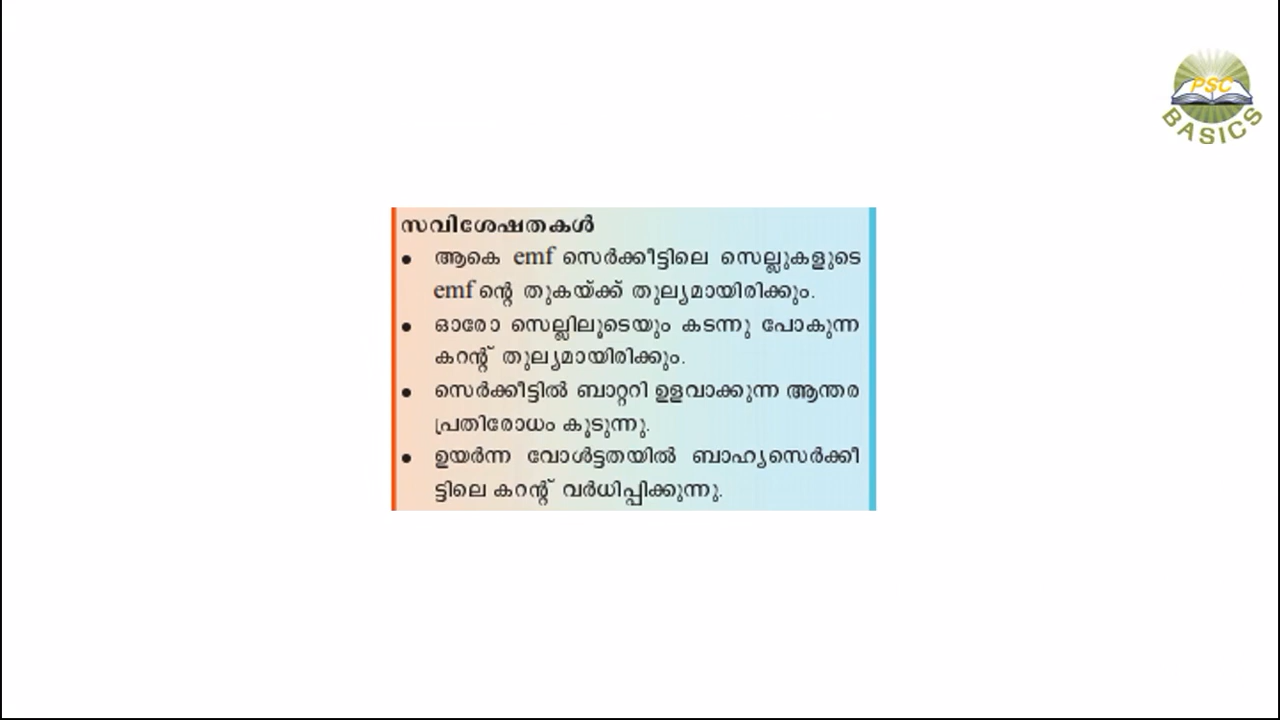 PSC
BASICS
സവിശേഷതകൾ
• ആകെ emf സെർക്കീട്ടിലെ സെല്ലുകളുടെ
emf ന്റെ തുകയ്ക്ക് തുല്യമായിരിക്കും.
• ഓരോ സെല്ലിലൂടെയും കടന്നു പോകുന്ന
കറന്റ് തുല്യമായിരിക്കും.
• സെർക്കീട്ടിൽ ബാറ്ററി ഉളവാക്കുന്ന ആന്തര
പ്രതിരോധം കൂടുന്നു.
• ഉയർന്ന വോൾട്ടതയിൽ ബാഹ്യസെർക്കീ
ട്ടിലെ കറന്റ് വർധിപ്പിക്കുന്നു.